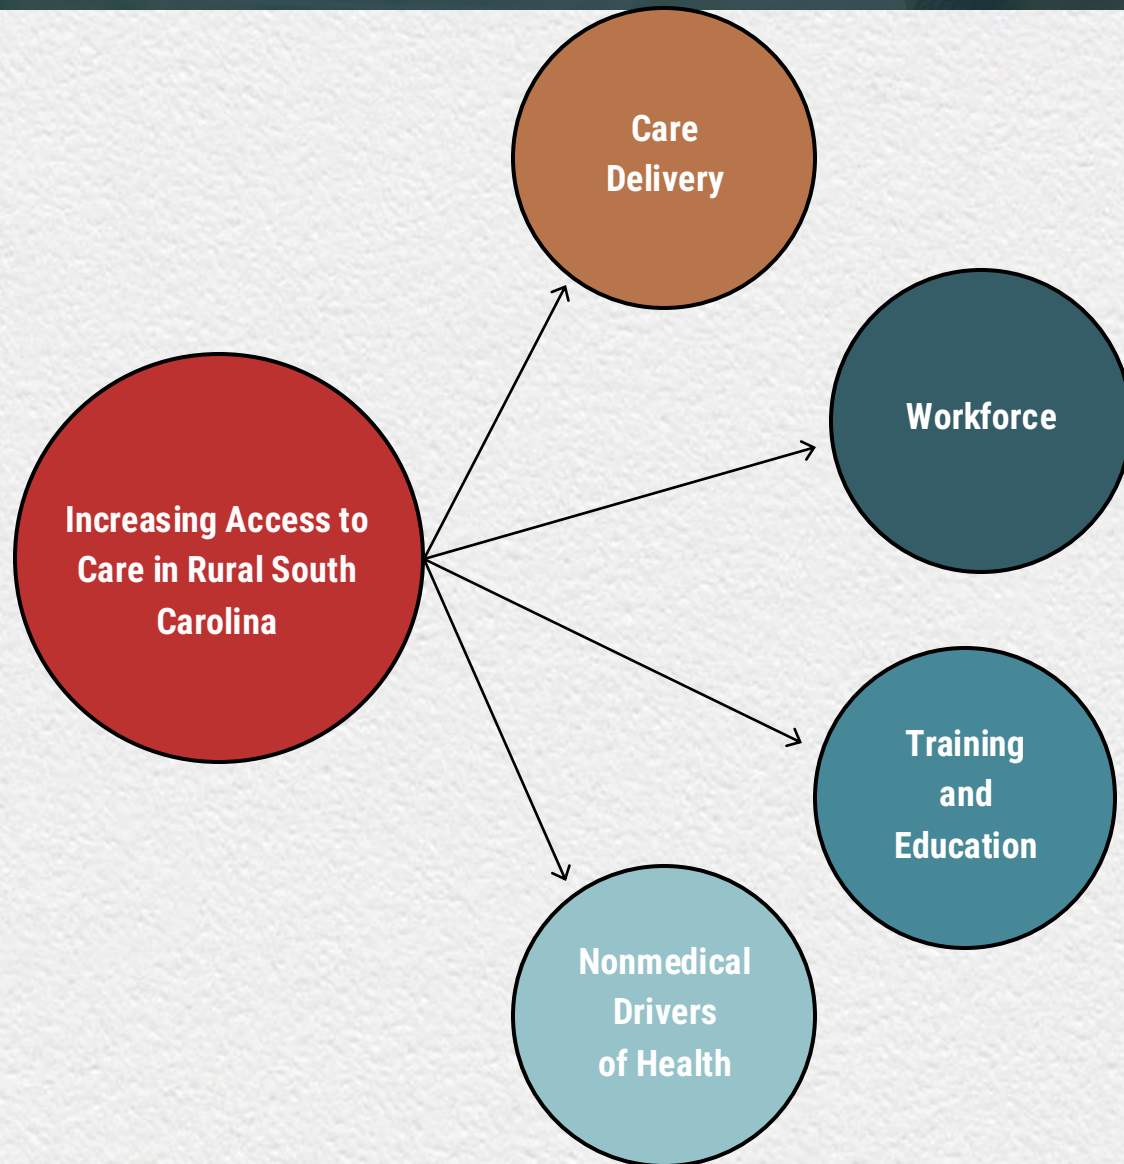 Care
Delivery
Workforce
Increasing Access to
Care in Rural South
Carolina
Training
and
Education
Nonmedical
Drivers
of Health